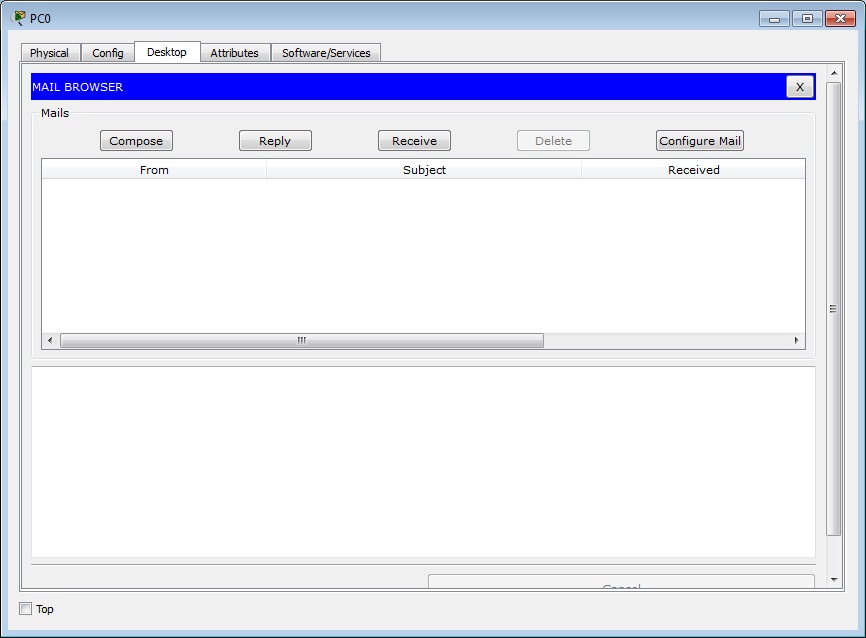 PC0
Physical Config Desktop Attributes Software/Services
MAIL BROWSER X
Mails
Compose Reply Receive Delete Configure Mail
From Subject Received
Cancel
Top